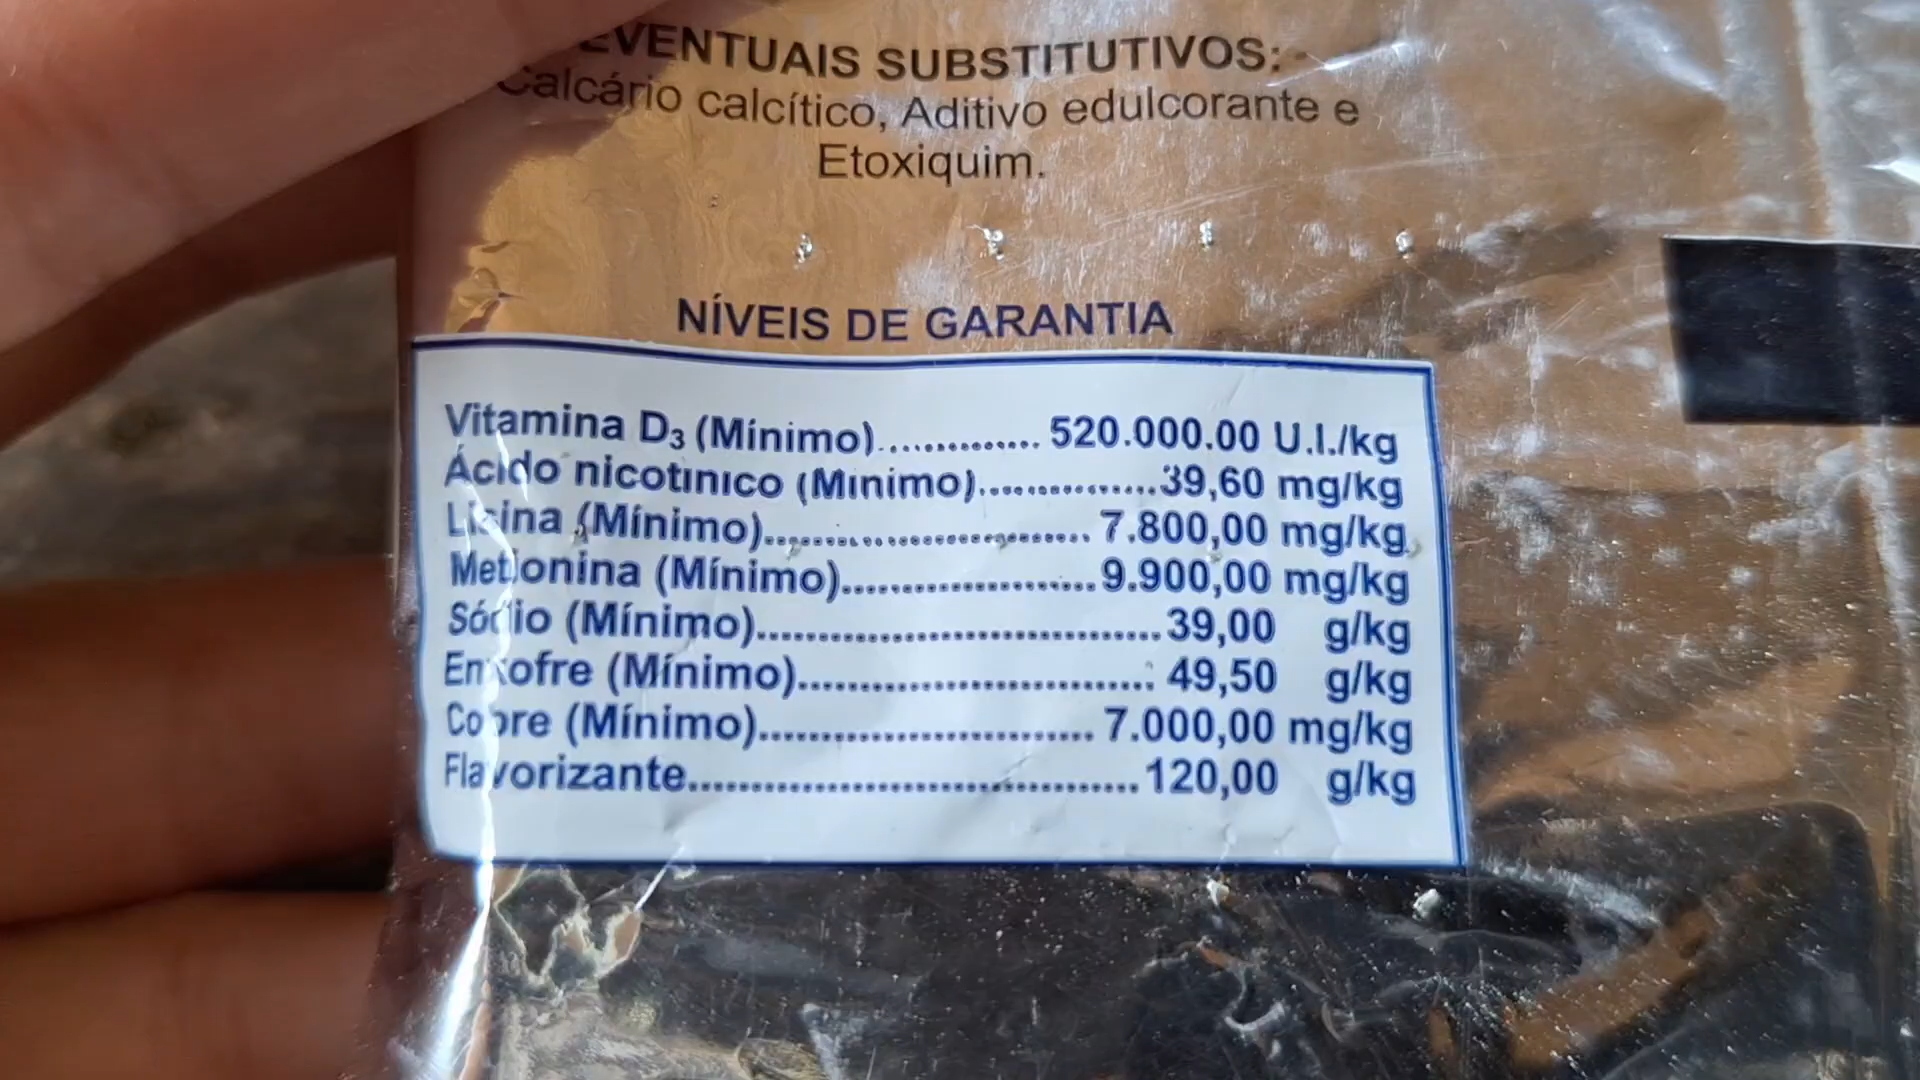 EVENTUAIS SUBSTITUTIVOS:
Calcário calcítico, Aditivo edulcorante e
Etoxiquim.
NÍVEIS DE GARANTIA
Vitamina D3 (Mínimo).............. 520.000.00 U.I./kg
Ácido nicotínico (Mínimo)................39,60 mg/kg
Lisina (Mínimo)............................. 7.800,00 mg/kg
Metionina (Mínimo)......................9.900,00 mg/kg
Sódio (Mínimo)..................................39,00 g/kg
Enxofre (Mínimo)............................... 49,50 g/kg
Cobre (Mínimo)............................. 7.000,00 mg/kg
Flavorizante......................................120,00 g/kg